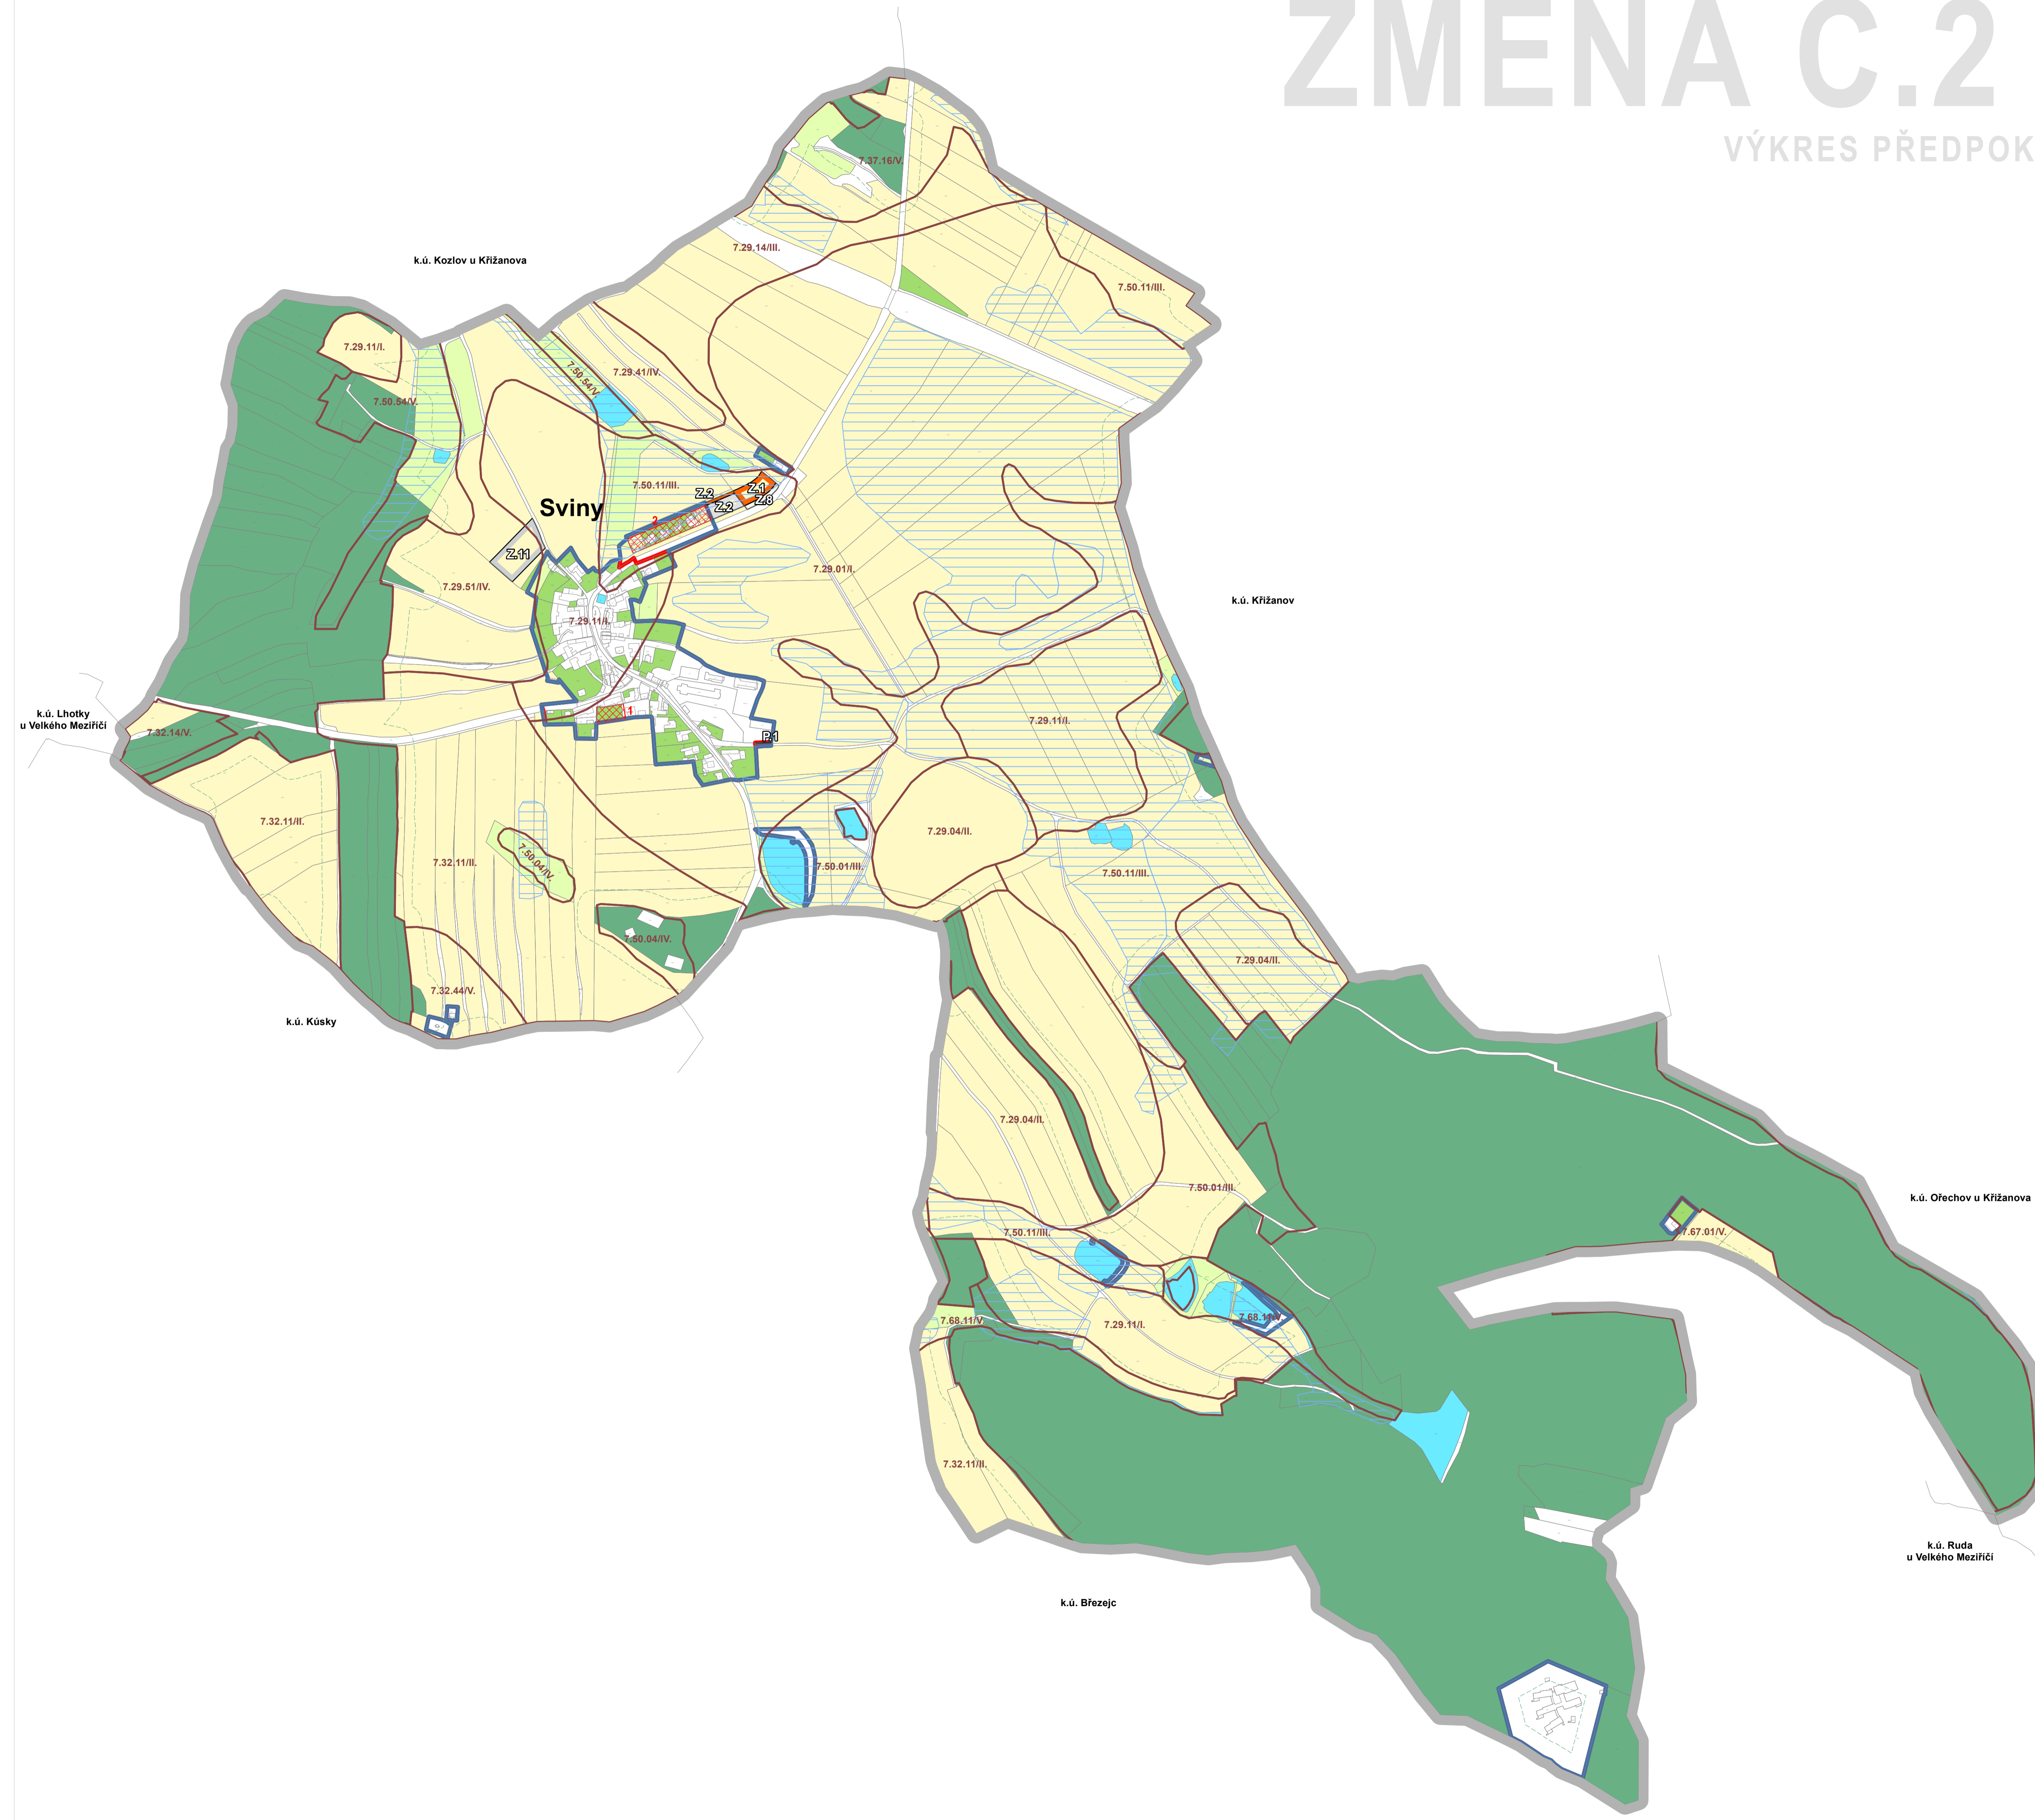 ZMĚNA Č.2
VÝKRES PŘEDPOK
7.37.16/V.
7.29.14/III.
k.ú. Kozlov u Křižanova
7.50.11/III.
7.29.11/I.
7.29.41/IV.
7.50.54/V.
7.50.54/V.
7.50.11/III.
Z.1
Z.2
Z.8
Z.2
Sviny
2
Z.11
7.29.01/I.
7.29.51/IV.
k.ú. Křižanov
7.29.11/I.
k.ú. Lhotky
u Velkého Meziříčí
1
7.29.11/I.
7.32.14/V.
P.1
7.32.11/II.
7.29.04/II.
7.32.11/II.
7.50.04/IV.
7.50.01/III.
7.50.11/III.
7.50.04/IV.
7.29.04/II.
7.32.44/V.
k.ú. Kúsky
7.29.04/II.
7.50.01/III.
k.ú. Ořechov u Křižanova
7.50.11/III.
7.67.01/V.
7.68.11/V.
7.68.11/V.
7.29.11/I.
7.32.11/II.
k.ú. Ruda
u Velkého Meziříčí
k.ú. Březejc